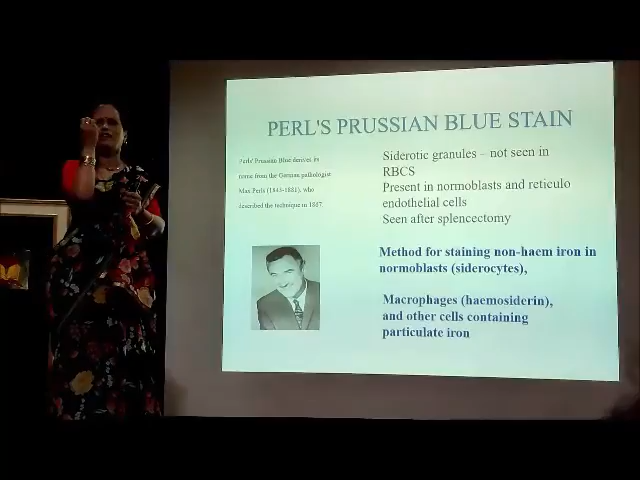 PERL'S PRUSSIAN BLUE STAIN
Perls' Prussian Blue derives its
name from the German pathologist
Max Perls (1843-1881), who
described the technique in 1867.
Siderotic granules – not seen in
RBCS
Present in normoblasts and reticulo
endothelial cells
Seen after splencectomy
Method for staining non-haem iron in
normoblasts (siderocytes),
Macrophages (haemosiderin),
and other cells containing
particulate iron